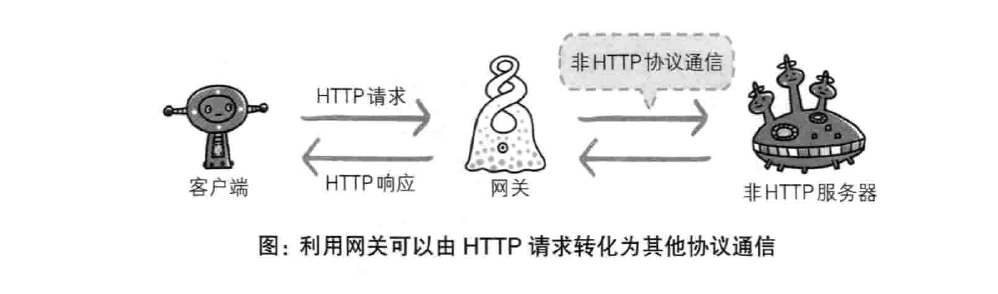 非HTTP协议通信
HTTP请求
客户端
HTTP响应
网关
非HTTP服务器
图：利用网关可以由 HTTP 请求转化为其他协议通信